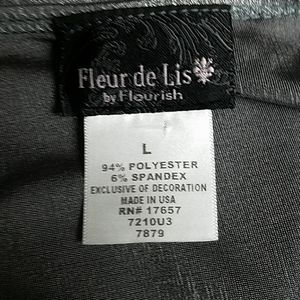 Fleur de Lis
by Flourish
L
94% POLYESTER
6% SPANDEX
EXCLUSIVE OF DECORATION
MADE IN USA
RN# 17657
7210U3
7879